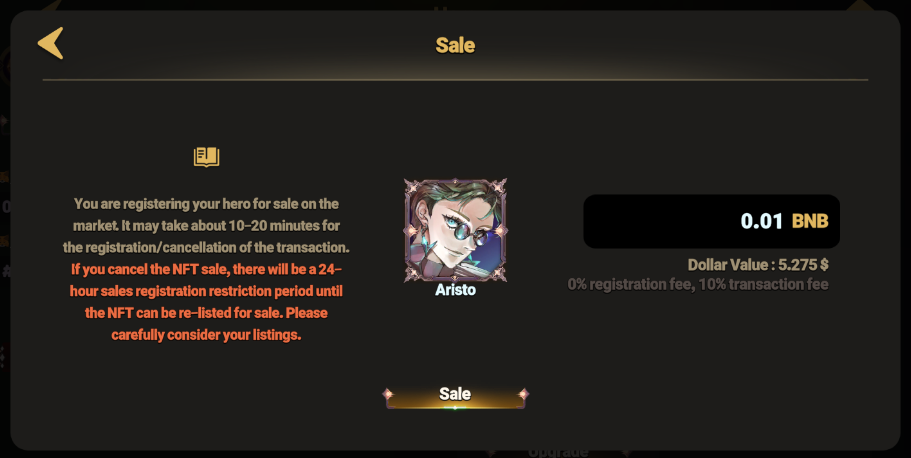 Sale
You are registering your hero for sale on the
market. It may take about 10-20 minutes for
the registration/cancellation of the transaction.
If you cancel the NFT sale, there will be a 24-
hour sales registration restriction period until
the NFT can be re-listed for sale. Please
carefully consider your listings.
Aristo
0.01 BNB
Dollar Value : 5.275 $
0% registration fee, 10% transaction fee
Sale
Upgrade